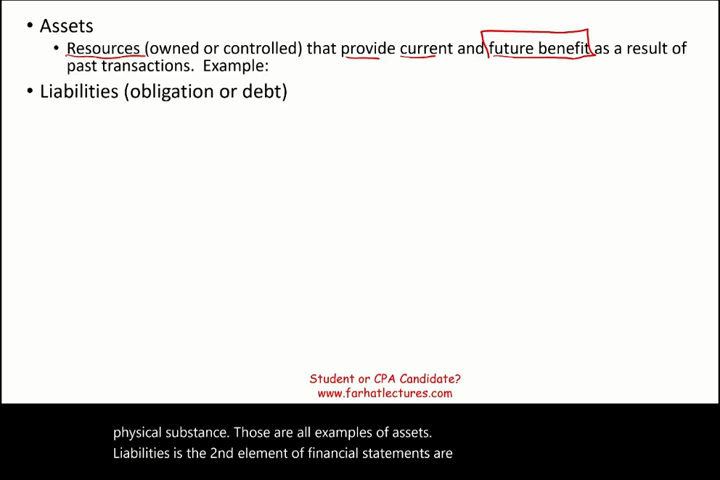 • Assets
• Resources (owned or controlled) that provide current and future benefit as a result of
past transactions. Example:
• Liabilities (obligation or debt)
Student or CPA Candidate?
www.farhatlectures.com
physical substance. Those are all examples of assets.
Liabilities is the 2nd element of financial statements are